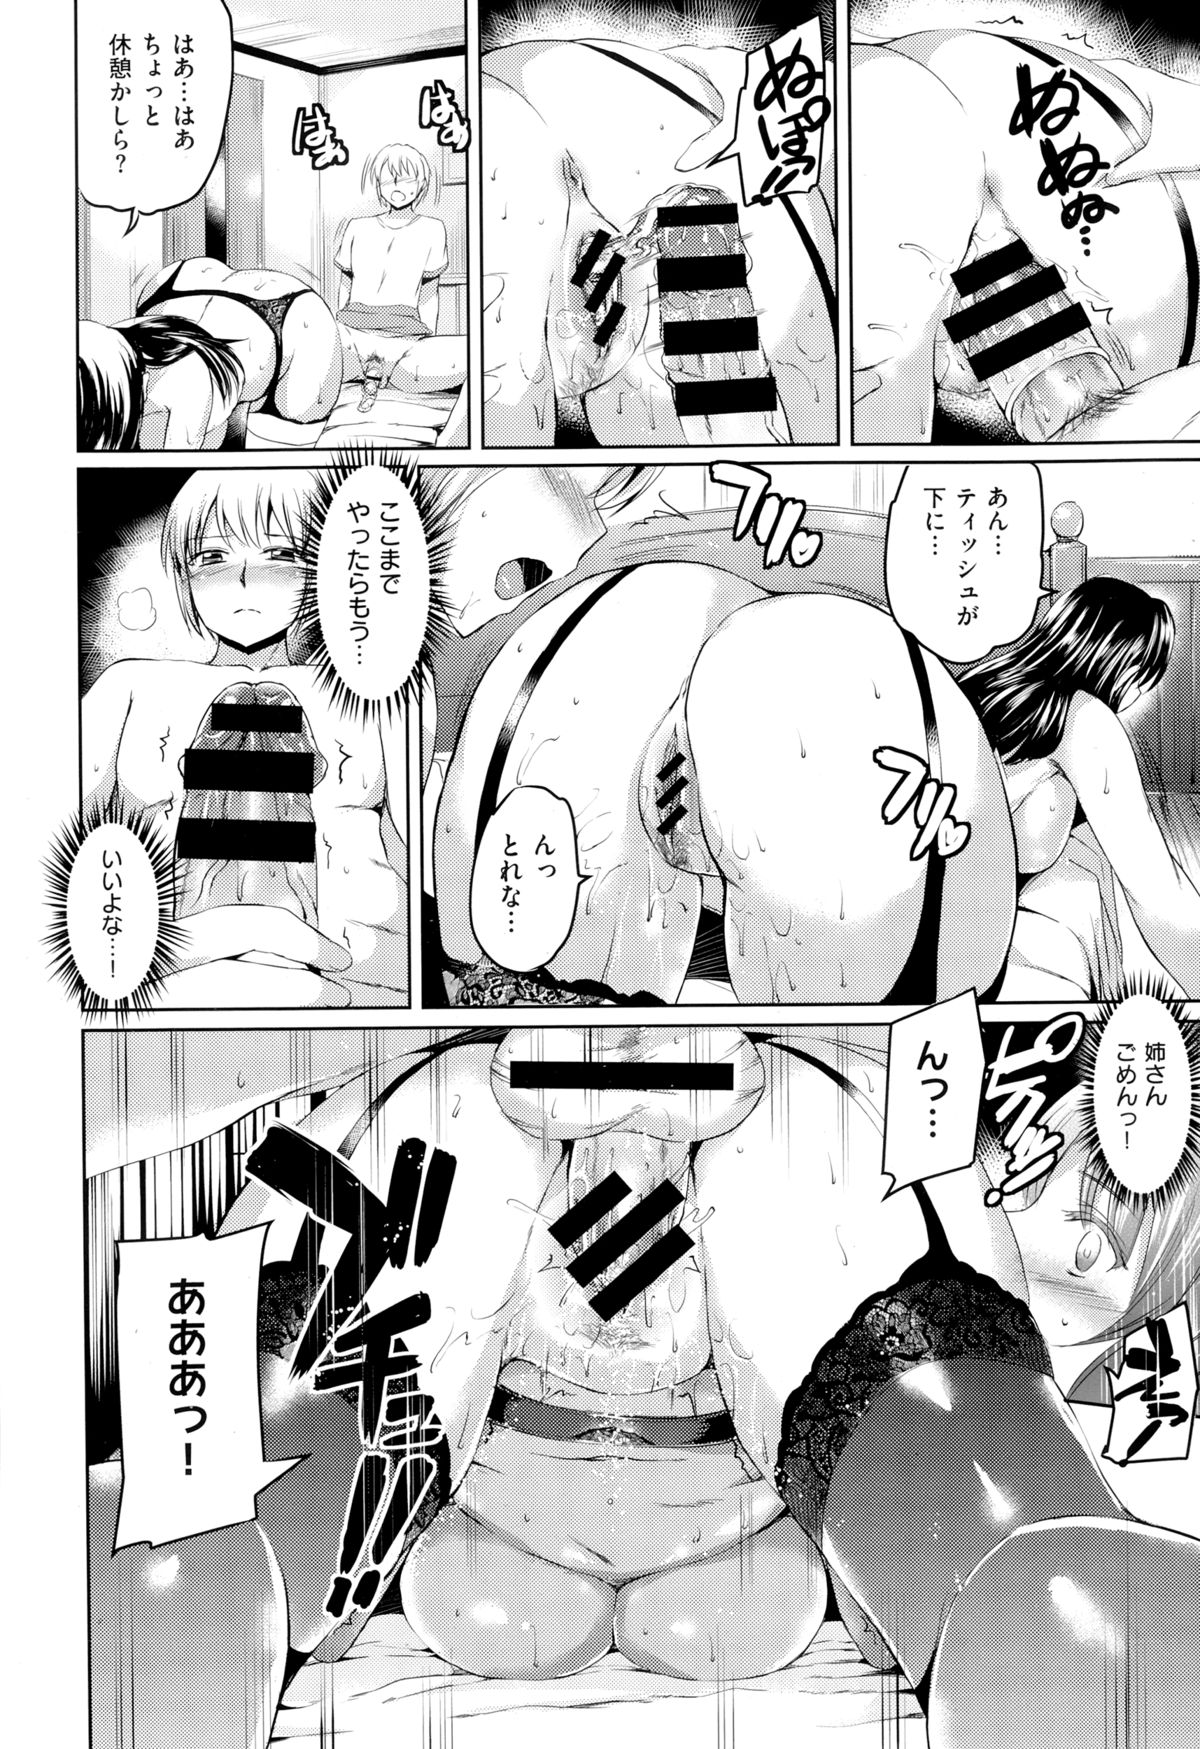 ぬぬぬ…
ぬぽっ!!
はぁ
はぁ
はぁ…はぁ
ちょっと
休憩かしら?
あん…
ティッシュが
下に…
フリ
フリ
んっ
とれな…
ここまで
やったらもう…
いいよな…!
姉さん
ごめんっ!
んっ…
あああっ!